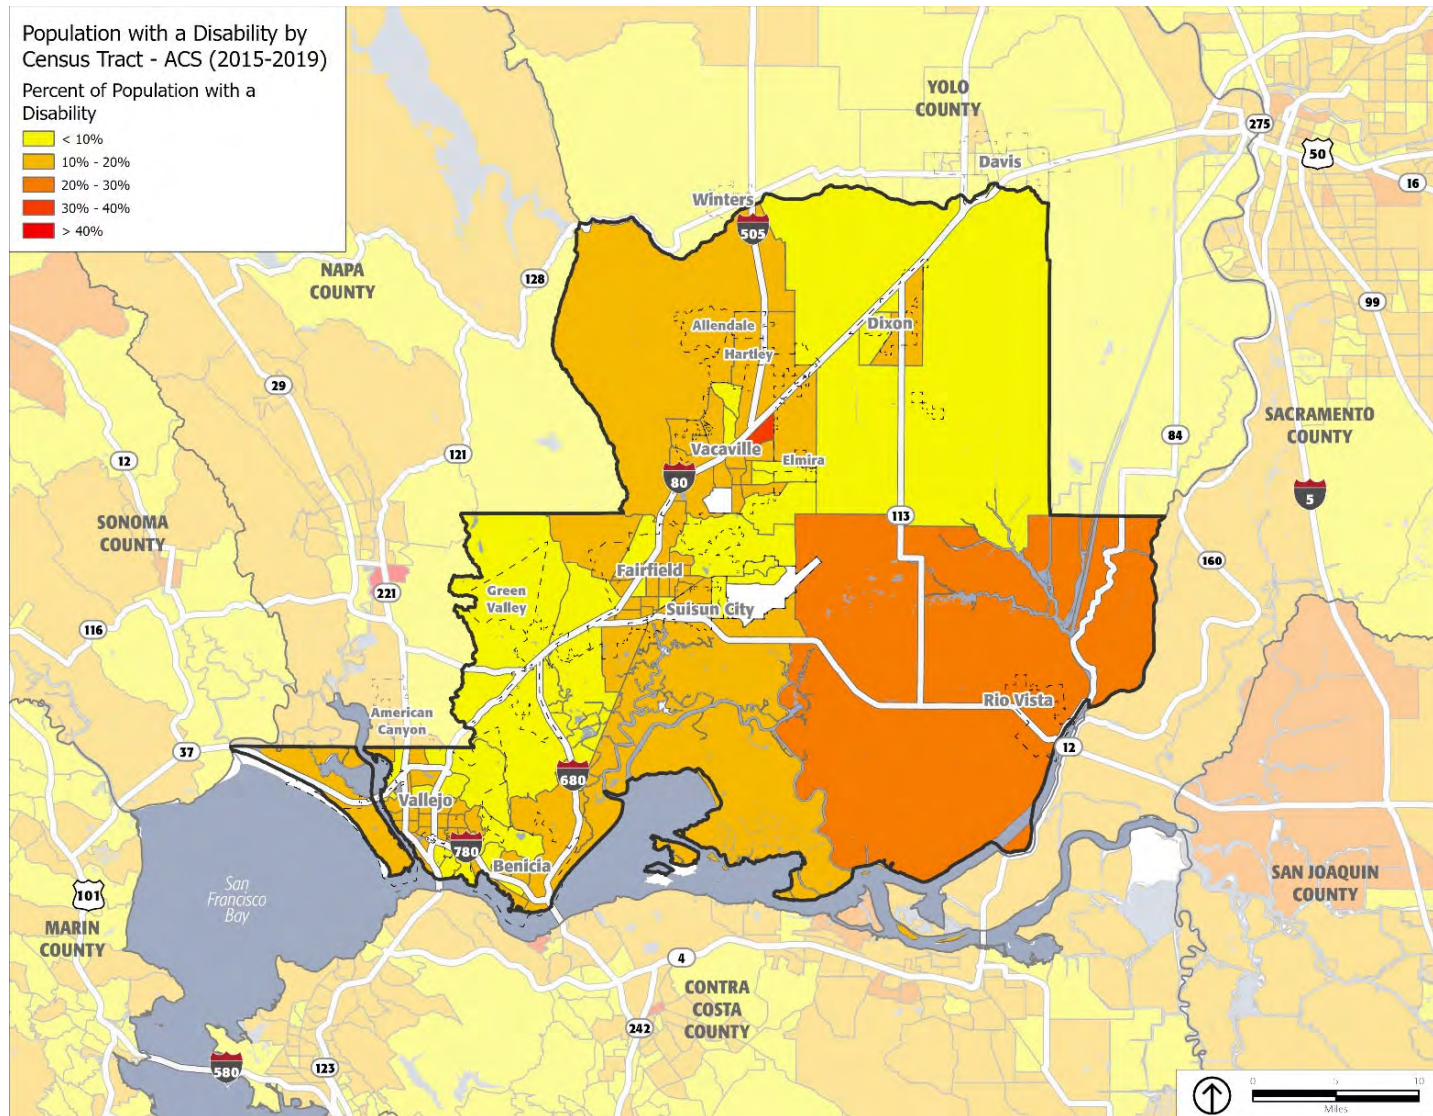 Population with a Disability by
Census Tract - ACS (2015-2019)
Percent of Population with a
Disability
< 10%
10% - 20%
20% - 30%
30% - 40%
> 40%
YOLO
COUNTY
275
50
Davis
16
Winters
505
NAPA
COUNTY
128
99
Allendale
Dixon
Hartley
29
SACRAMENTO
COUNTY
84
12
121
Vacaville
Elmira
80
5
SONOMA
COUNTY
113
160
Fairfield
221
Green
Valley
Suisun City
116
Rio Vista
American
Canyon
37
12
680
Vallejo
780
Benicia
San
Francisco
Bay
101
SAN JOAQUIN
COUNTY
MARIN
COUNTY
4
CONTRA
COSTA
COUNTY
242
580
123
0 5 10
Miles